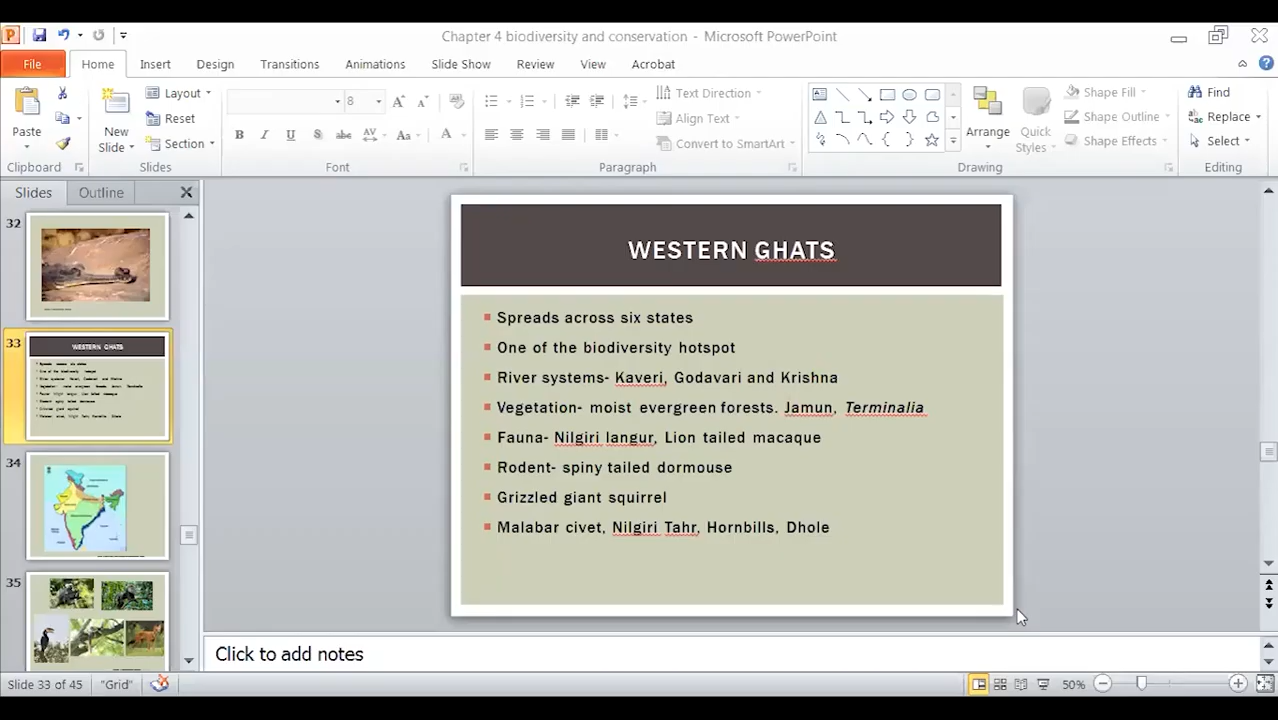 Chapter 4 biodiversity and conservation - Microsoft PowerPoint
File Home Insert Design Transitions Animations Slide Show Review View Acrobat
Paste
New Slide
Layout
Reset
Section
8
Text Direction
Align Text
Convert to SmartArt
Arrange
Quick Styles
Shape Fill
Shape Outline
Shape Effects
Find
Replace
Select
Clipboard Slides Font Paragraph Drawing Editing
Slides Outline
32
33
WESTERN GHATS
34
35
WESTERN GHATS
Spreads across six states
One of the biodiversity hotspot
River systems- Kaveri, Godavari and Krishna
Vegetation- moist evergreen forests. Jamun, Terminalia
Fauna- Nilgiri langur, Lion tailed macaque
Rodent- spiny tailed dormouse
Grizzled giant squirrel
Malabar civet, Nilgiri Tahr, Hornbills, Dhole
Click to add notes
Slide 33 of 45 "Grid" 50%